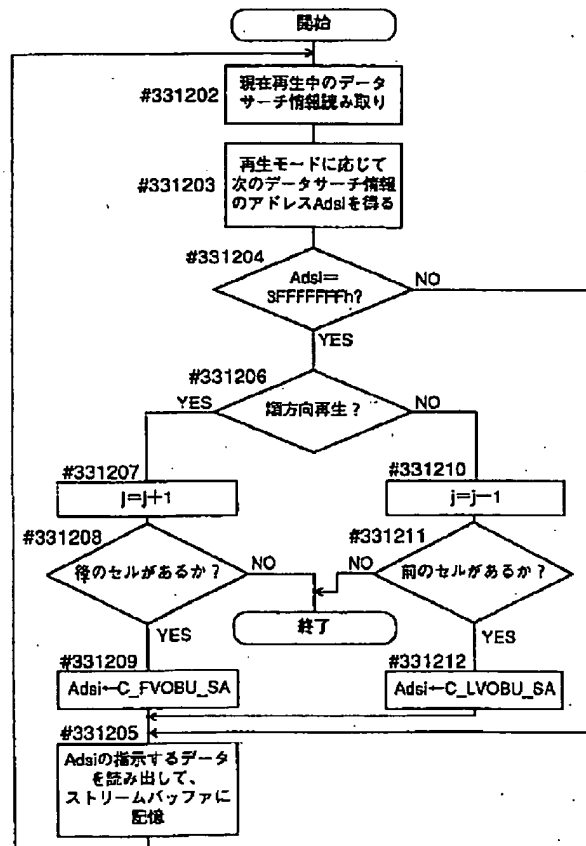 開始
#331202
現在再生中のデータ
サーチ情報読み取り
#331203
再生モードに応じて
次のデータサーチ情報
のアドレスAdsiを得る
#331204
Adsi＝
3FFFFFFFh?
NO
YES
#331206
順方向再生？
YES
NO
#331207
j=j＋1
#331210
j=j－1
#331208
後のセルがあるか？
NO
YES
#331211
前のセルがあるか？
NO
YES
終了
#331209
Adsi←C_FVOBU_SA
#331212
Adsi←C_LVOBU_SA
#331205
Adsiの指示するデータ
を読み出して、
ストリームバッファに
記憶